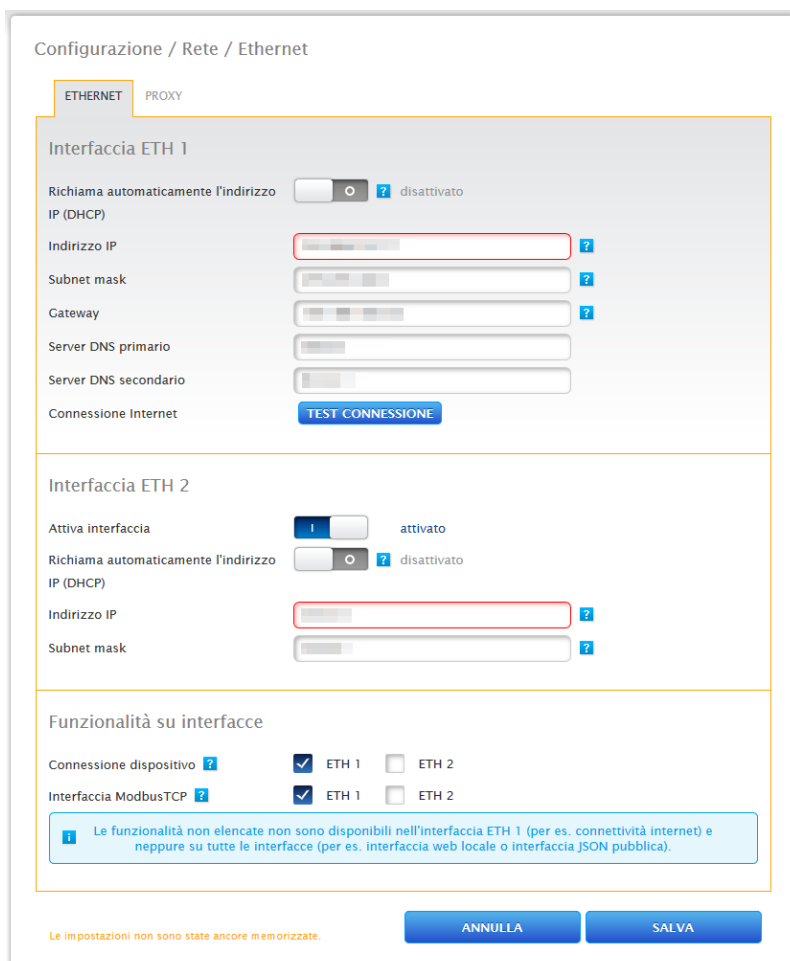 Configurazione / Rete / Ethernet
ETHERNET PROXY
Interfaccia ETH 1
Richiama automaticamente l'indirizzo
IP (DHCP)
O ? disattivato
Indirizzo IP ?
Subnet mask ?
Gateway ?
Server DNS primario
Server DNS secondario
Connessione Internet TEST CONNESSIONE
Interfaccia ETH 2
Attiva interfaccia I attivato
Richiama automaticamente l'indirizzo
IP (DHCP)
O ? disattivato
Indirizzo IP ?
Subnet mask ?
Funzionalità su interfacce
Connessione dispositivo ? ETH 1 ETH 2
Interfaccia ModbusTCP ? ETH 1 ETH 2
i Le funzionalità non elencate non sono disponibili nell'interfaccia ETH 1 (per es. connettività internet) e
neppure su tutte le interfacce (per es. interfaccia web locale o interfaccia JSON pubblica).
Le impostazioni non sono state ancore memorizzate. ANNULLA SALVA